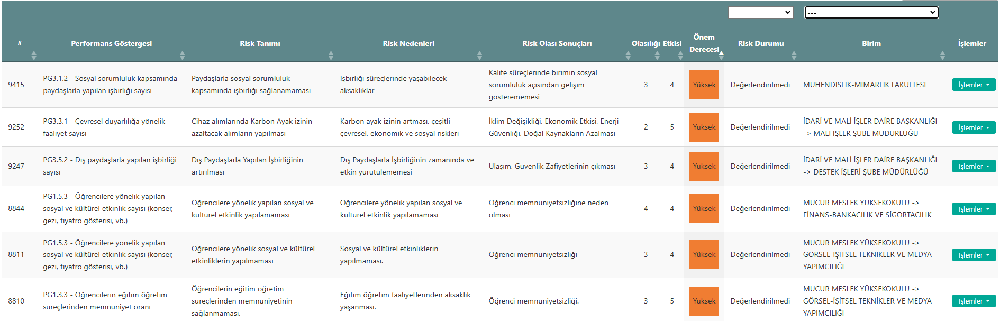 ---
#
Performans Göstergesi
Risk Tanımı
Risk Nedenleri
Risk Olası Sonuçları
Olasılığı
Etkisi
Önem
Derecesi
Risk Durumu
Birim
İşlemler
9415
PG3.1.2 - Sosyal sorumluluk kapsamında
paydaşlarla yapılan işbirliği sayısı
Paydaşlarla sosyal sorumluluk
kapsamında işbirliği sağlanamaması
İşbirliği süreçlerinde yaşabilecek
aksaklıklar
Kalite süreçlerinde birimin sosyal
sorumluluk açısından gelişim
gösterememesi
3
4
Yüksek
Değerlendirilmedi
MÜHENDİSLİK-MİMARLIK FAKÜLTESİ
İşlemler
9252
PG3.3.1 - Çevresel duyarlılığa yönelik
faaliyet sayısı
Cihaz alımlarında Karbon Ayak izinin
azaltacak alımların yapılması
Karbon ayak izinin artması, çeşitli
çevresel, ekonomik ve sosyal riskleri
İklim Değişikliği, Ekonomik Etkisi, Enerji
Güvenliği, Doğal Kaynakların Azalması
2
5
Yüksek
Değerlendirilmedi
İDARİ VE MALİ İŞLER DAİRE BAŞKANLIĞI
-> MALİ İŞLER ŞUBE MÜDÜRLÜĞÜ
İşlemler
9247
PG3.5.2 - Dış paydaşlarla yapılan işbirliği
sayısı
Dış Paydaşlarla Yapılan İşbirliğinin
artırılması
Dış Paydaşlarla İşbirliğinin zamanında ve
etkin yürütülememesi
Ulaşım, Güvenlik Zafiyetlerinin çıkması
3
4
Yüksek
Değerlendirilmedi
İDARİ VE MALİ İŞLER DAİRE BAŞKANLIĞI
-> DESTEK İŞLERİ ŞUBE MÜDÜRLÜĞÜ
İşlemler
8844
PG1.5.3 - Öğrencilere yönelik yapılan
sosyal ve kültürel etkinlik sayısı (konser,
gezi, tiyatro gösterisi, vb.)
Öğrencilere yönelik yapılan sosyal ve
kültürel etkinlik yapılamaması
Öğrencilere yönelik yapılan sosyal ve
kültürel etkinlik yapılamaması
Öğrenci memnuniyetsizliğine neden
olması
4
4
Yüksek
Değerlendirilmedi
MUCUR MESLEK YÜKSEKOKULU ->
FİNANS-BANKACILIK VE SİGORTACILIK
İşlemler
8811
PG1.5.3 - Öğrencilere yönelik yapılan
sosyal ve kültürel etkinlik sayısı (konser,
gezi, tiyatro gösterisi, vb.)
Öğrencilere yönelik sosyal ve kültürel
etkinliklerin yapılmaması
Sosyal ve kültürel etkinliklerin
yapılmaması.
Öğrenci memnuniyetsizliği
3
4
Yüksek
Değerlendirilmedi
MUCUR MESLEK YÜKSEKOKULU ->
GÖRSEL-İŞİTSEL TEKNİKLER VE MEDYA
YAPIMCILIĞI
İşlemler
8810
PG1.3.3 - Öğrencilerin eğitim öğretim
süreçlerinden memnuniyet oranı
Öğrencilerin eğitim öğretim
süreçlerinden memnuniyetinin
sağlanmaması.
Eğitim öğretim faaliyetlerinden aksaklık
yaşanması.
Öğrenci memnuniyetsizliği.
3
5
Yüksek
Değerlendirilmedi
MUCUR MESLEK YÜKSEKOKULU ->
GÖRSEL-İŞİTSEL TEKNİKLER VE MEDYA
YAPIMCILIĞI
İşlemler